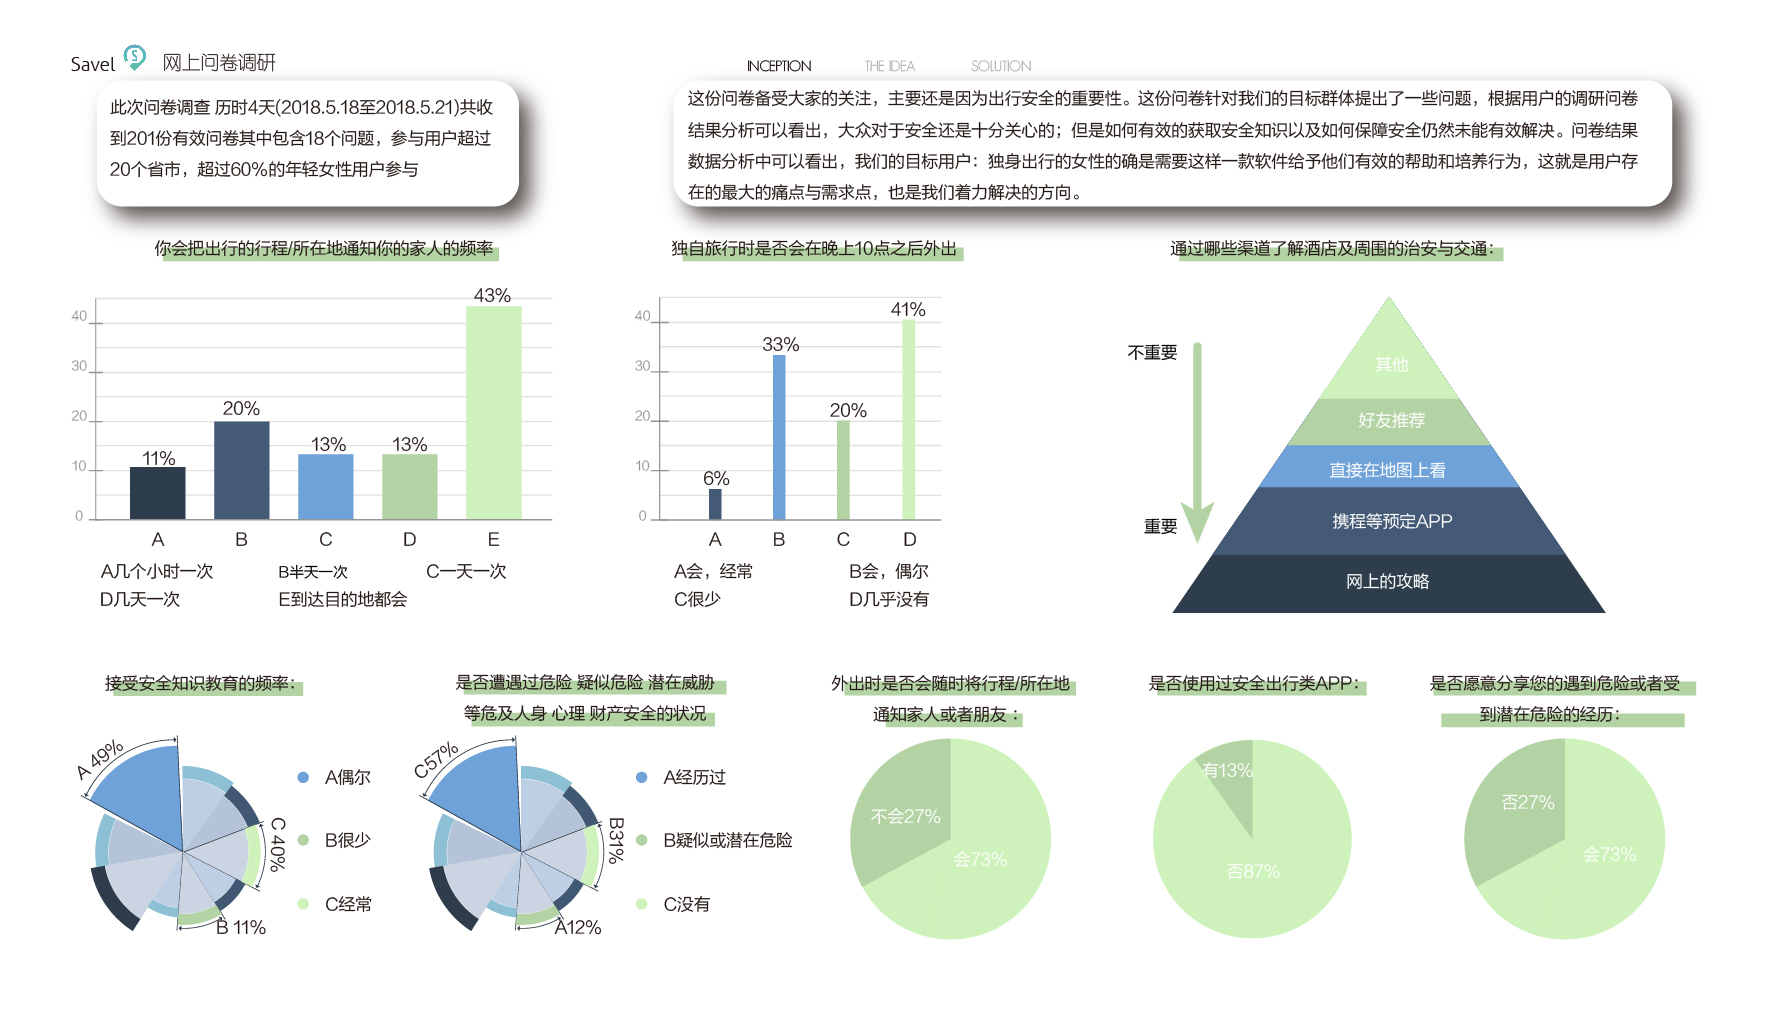 Savel S 网上问卷调研
INCEPTION THE IDEA SOLUTION
此次问卷调查 历时4天(2018.5.18至2018.5.21)共收
到201份有效问卷其中包含18个问题，参与用户超过
20个省市，超过60%的年轻女性用户参与
这份问卷备受大家的关注，主要还是因为出行安全的重要性。这份问卷针对我们的目标群体提出了一些问题，根据用户的调研问卷
结果分析可以看出，大众对于安全还是十分关心的；但是如何有效的获取安全知识以及如何保障安全仍然未能有效解决。问卷结果
数据分析中可以看出，我们的目标用户：独身出行的女性的确是需要这样一款软件给予他们有效的帮助和培养行为，这就是用户存
在的最大的痛点与需求点，也是我们着力解决的方向。
你会把出行的行程/所在地通知你的家人的频率
40
30
20
10
0
11%
20%
13%
13%
43%
A B C D E
A几个小时一次 B半天一次 C一天一次
D几天一次 E到达目的地都会
独自旅行时是否会在晚上10点之后外出
40
30
20
10
0
6%
33%
20%
41%
A B C D
A会，经常 B会，偶尔
C很少 D几乎没有
通过哪些渠道了解酒店及周围的治安与交通：
不重要
重要
其他
好友推荐
直接在地图上看
携程等预定APP
网上的攻略
接受安全知识教育的频率：
A 49%
C 40%
B 11%
A偶尔
B很少
C经常
是否遭遇过危险 疑似危险 潜在威胁
等危及人身 心理 财产安全的状况
C57%
B31%
A12%
A经历过
B疑似或潜在危险
C没有
外出时是否会随时将行程/所在地
通知家人或者朋友：
不会27%
会73%
是否使用过安全出行类APP：
有13%
否87%
是否愿意分享您的遇到危险或者受
到潜在危险的经历：
否27%
会73%